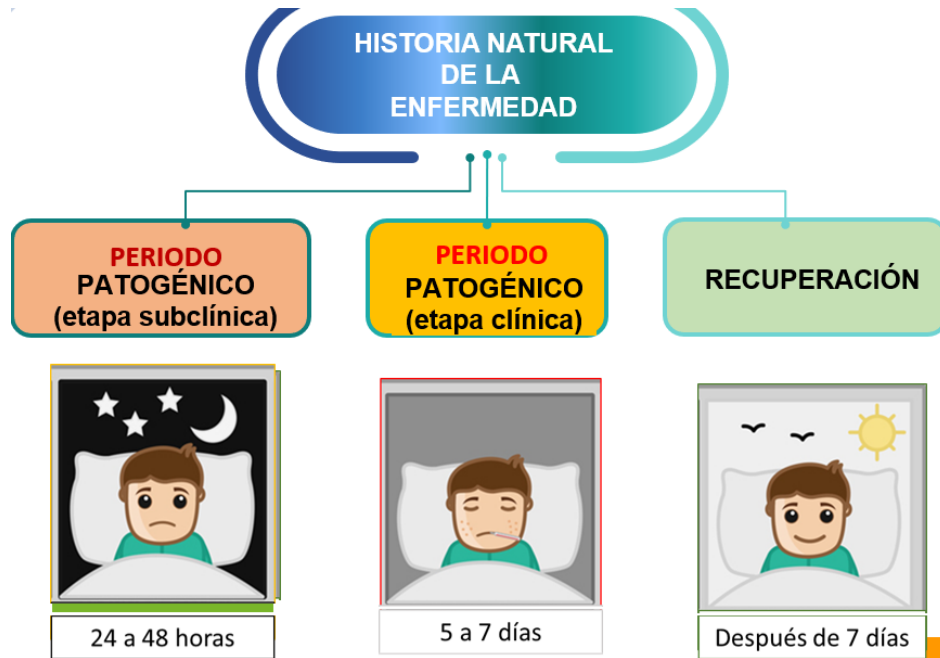 HISTORIA NATURAL
DE LA
ENFERMEDAD
PERIODO
PATOGÉNICO
(etapa subclínica)
PERIODO
PATOGÉNICO
(etapa clínica)
RECUPERACIÓN
24 a 48 horas
5 a 7 días
Después de 7 días